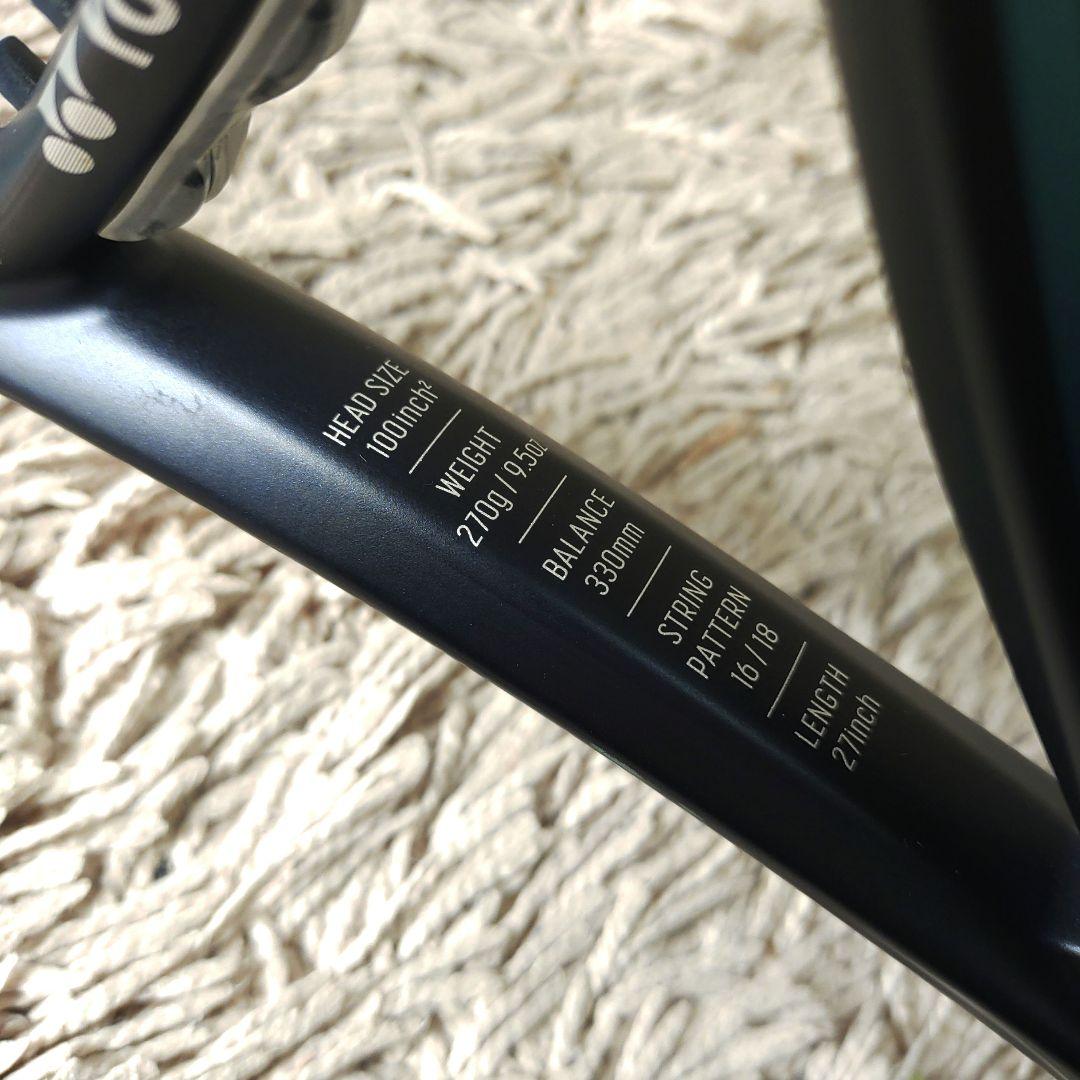 HEAD SIZE
100inch²
WEIGHT
270g / 9.5oz
BALANCE
330mm
STRING
PATTERN
16 / 18
LENGTH
27inch